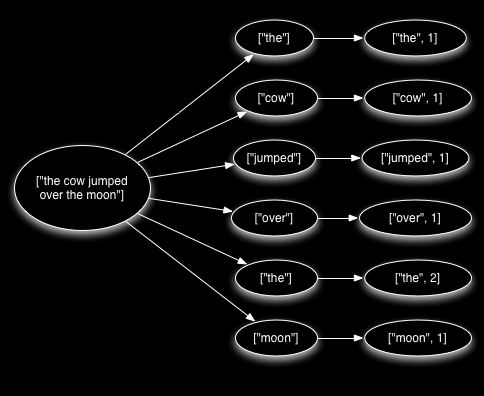 ["the"]
["the", 1]
["cow"]
["cow", 1]
["jumped"]
["jumped", 1]
["the cow jumped
over the moon"]
["over"]
["over", 1]
["the"]
["the", 2]
["moon"]
["moon", 1]